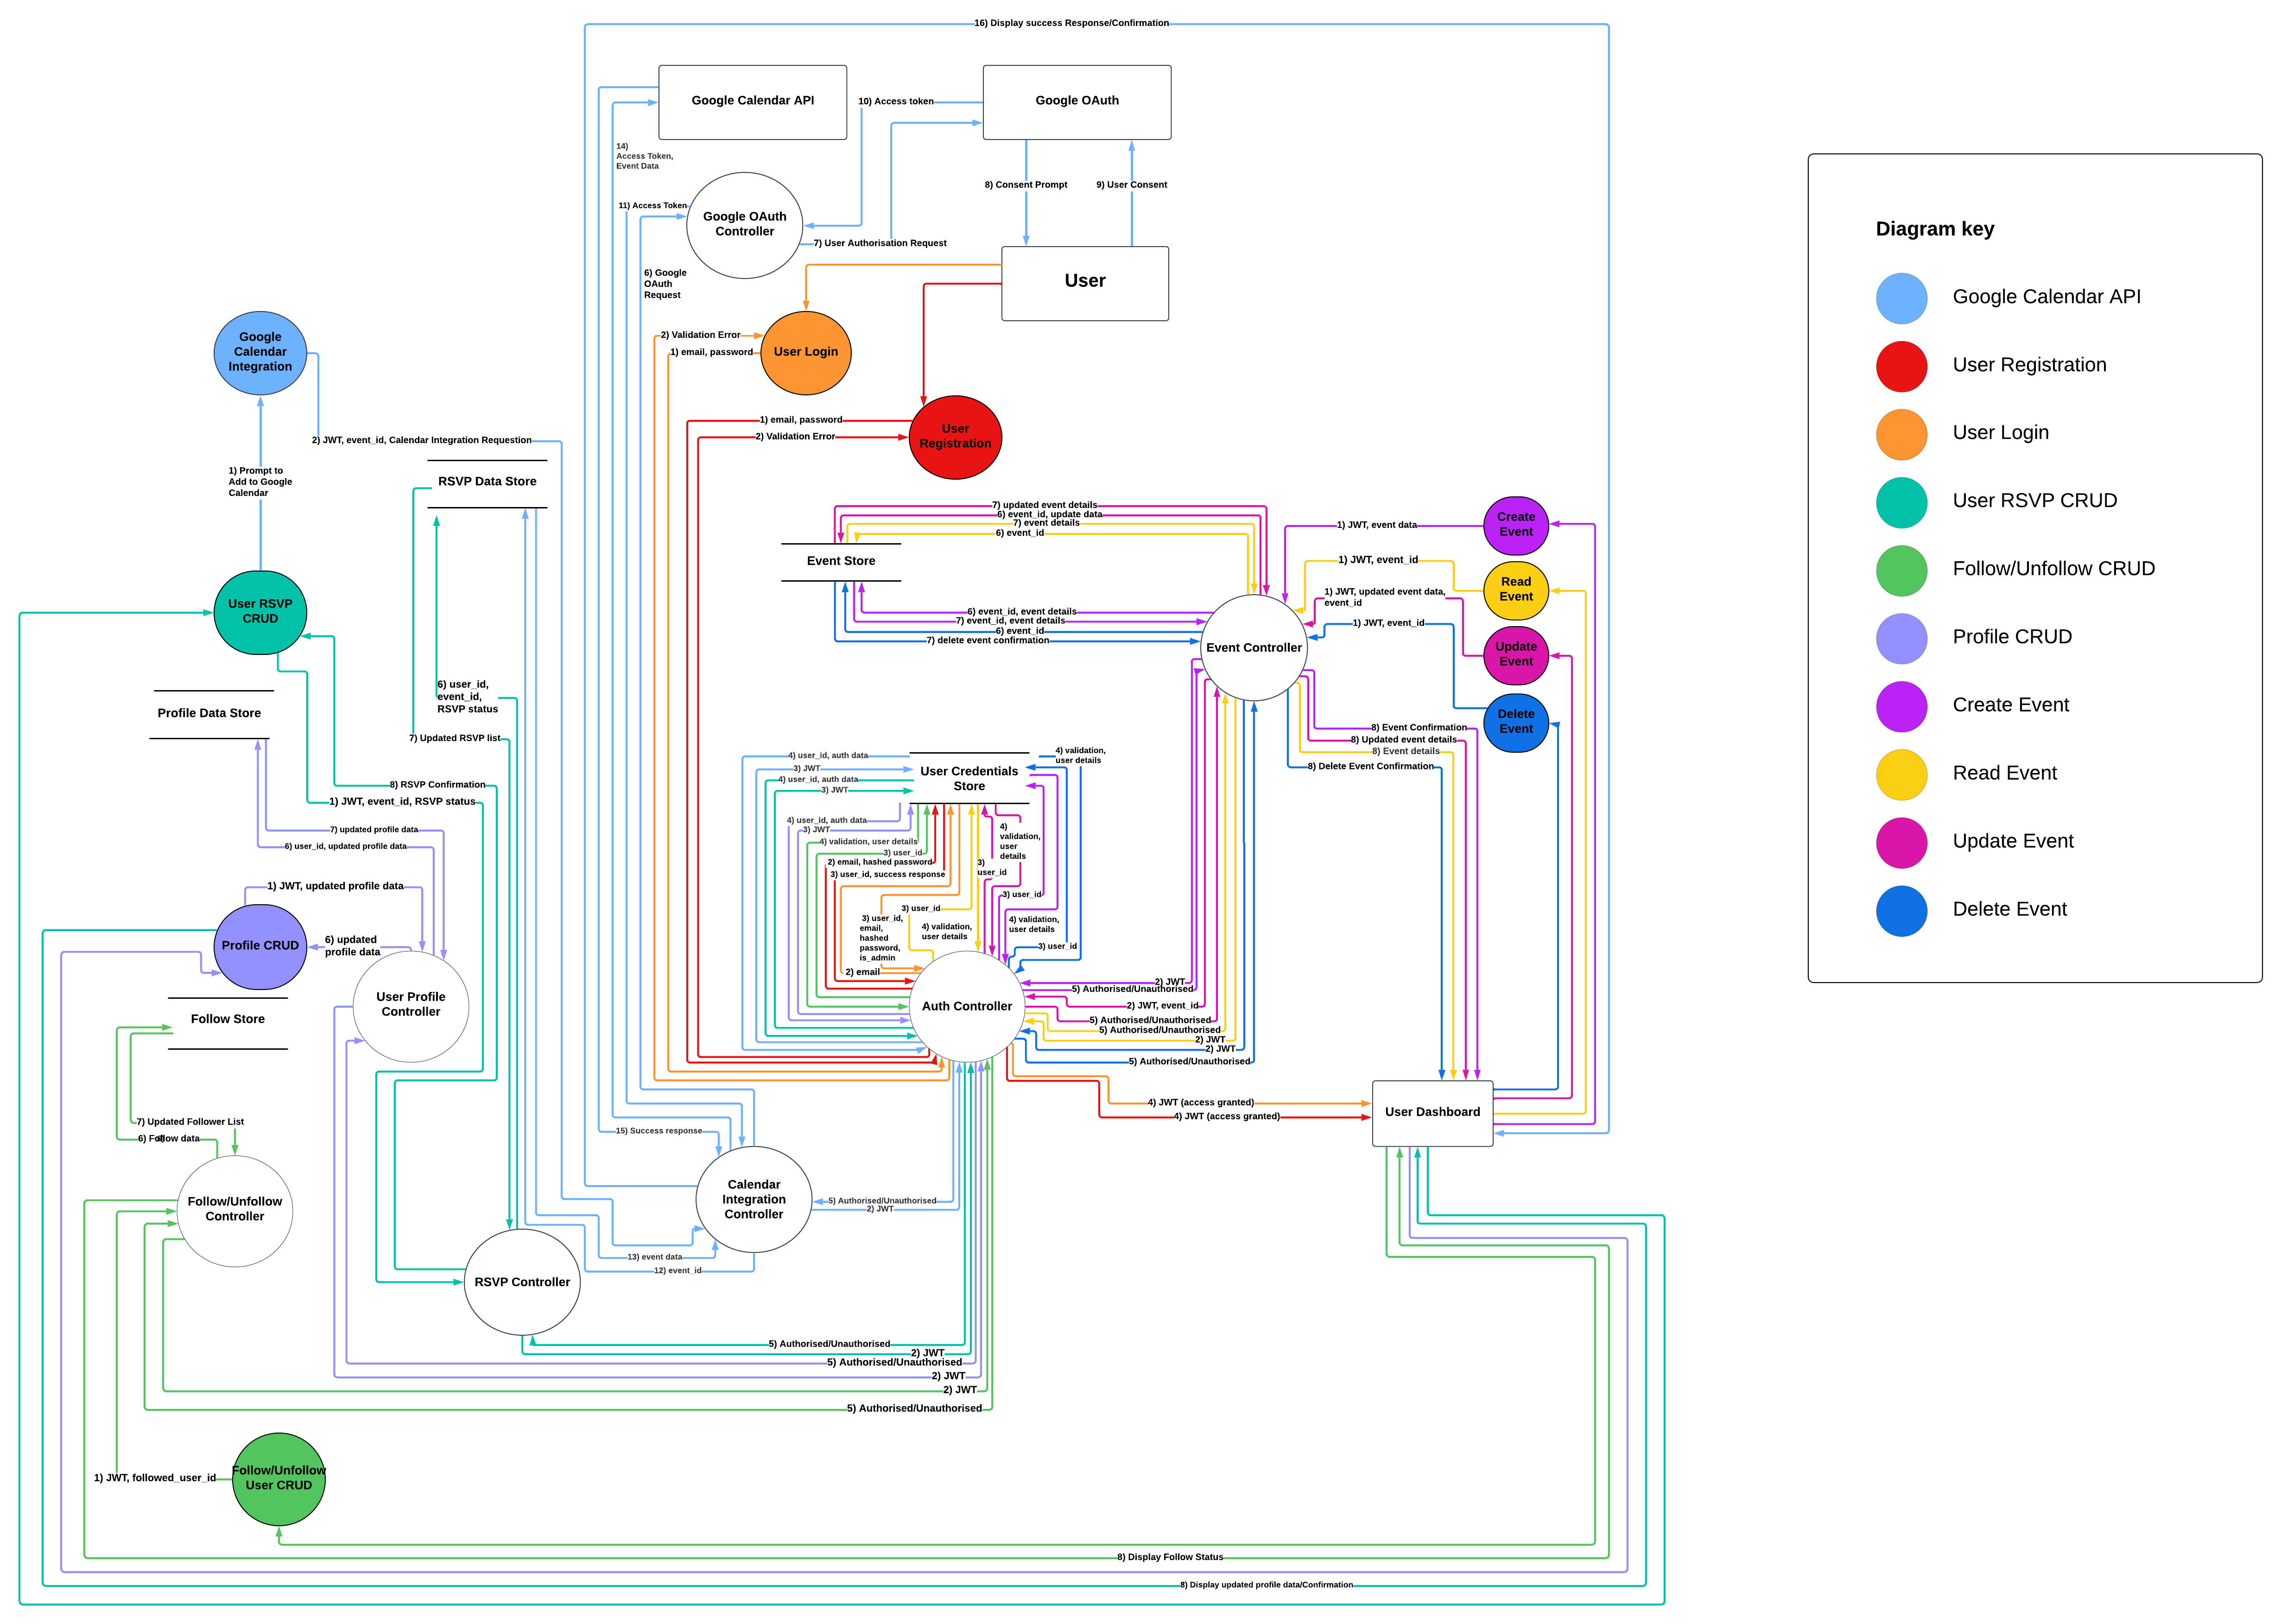 16) Display success Response/Confirmation
Google Calendar API
10) Access token
Google OAuth
14)
Access Token,
Event Data
8) Consent Prompt
9) User Consent
11) Access Token
Google OAuth
Controller
7) User Authorisation Request
6) Google
OAuth
Request
User
Google
Calendar
Integration
2) Validation Error
1) email, password
User Login
1) email, password
2) Validation Error
User
Registration
2) JWT, event_id, Calendar Integration Requestion
1) Prompt to
Add to Google
Calendar
RSVP Data Store
7) updated event details
6) event_id, update data
7) event details
6) event_id
Event Store
6) event_id, event details
7) event_id, event details
6) event_id
7) delete event confirmation
Event Controller
1) JWT, event data
Create
Event
1) JWT, event_id
Read
Event
1) JWT, updated event data,
event_id
Update
Event
1) JWT, event_id
Delete
Event
User RSVP
CRUD
6) user_id,
event_id,
RSVP status
Profile Data Store
7) Updated RSVP list
8) RSVP Confirmation
1) JWT, event_id, RSVP status
8) Event Confirmation
8) Updated event details
8) Event details
8) Delete Event Confirmation
4) user_id, auth data
3) JWT
4) user_id, auth data
3) JWT
User Credentials
Store
4) validation,
user details
7) updated profile data
6) user_id, updated profile data
4) user_id, auth data
3) JWT
4) validation, user details
3) user_id
2) email, hashed password
3) user_id, success response
4)
validation,
user
details
3)
user_id
3) user_id
1) JWT, updated profile data
3) user_id
3) user_id,
email,
hashed
password,
is_admin
4) validation,
user details
4) validation,
user details
3) user_id
Profile CRUD
6) updated
profile data
2) email
User Profile
Controller
Auth Controller
2) JWT
5) Authorised/Unauthorised
2) JWT, event_id
5) Authorised/Unauthorised
5) Authorised/Unauthorised
2) JWT
2) JWT
5) Authorised/Unauthorised
Follow Store
4) JWT (access granted)
4) JWT (access granted)
User Dashboard
7) Updated Follower List
6) Follow data
15) Success response
Follow/Unfollow
Controller
Calendar
Integration
Controller
5) Authorised/Unauthorised
2) JWT
13) event data
12) event_id
RSVP Controller
5) Authorised/Unauthorised
2) JWT
5) Authorised/Unauthorised
2) JWT
2) JWT
5) Authorised/Unauthorised
1) JWT, followed_user_id
Follow/Unfollow
User CRUD
8) Display Follow Status
8) Display updated profile data/Confirmation
Diagram key
Google Calendar API
User Registration
User Login
User RSVP CRUD
Follow/Unfollow CRUD
Profile CRUD
Create Event
Read Event
Update Event
Delete Event